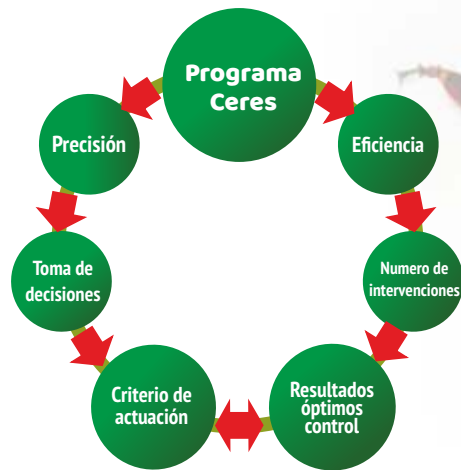 Programa
Ceres
Precisión
Eficiencia
Toma de
decisiones
Numero de
intervenciones
Criterio de
actuación
Resultados
óptimos
control